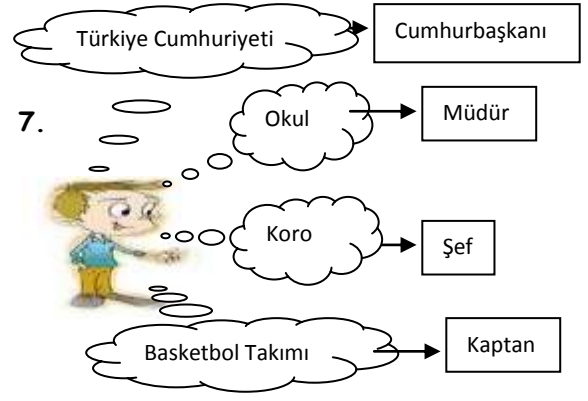 Türkiye Cumhuriyeti
Cumhurbaşkanı
7.
Okul
Müdür
Koro
Şef
Basketbol Takımı
Kaptan